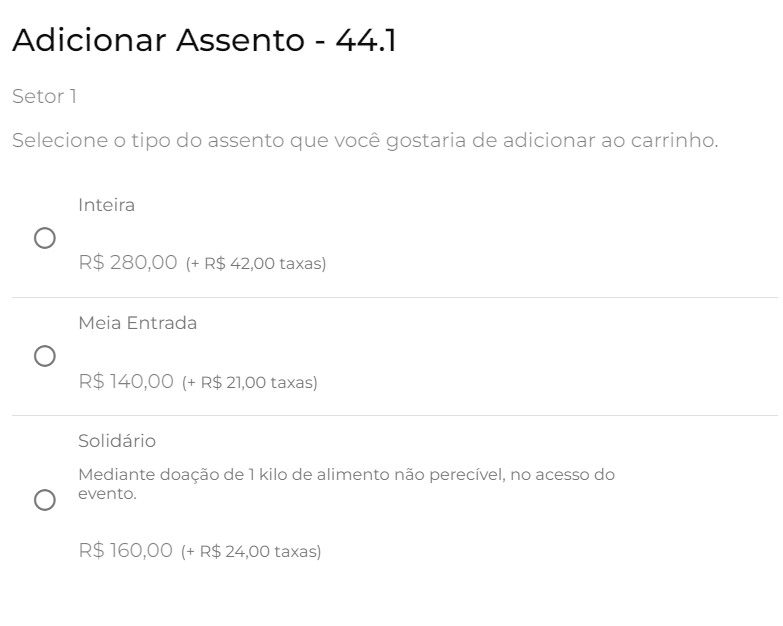 Adicionar Assento - 44.1
Setor 1
Selecione o tipo do assento que você gostaria de adicionar ao carrinho.
Inteira
R$ 280,00 (+ R$ 42,00 taxas)
Meia Entrada
R$ 140,00 (+ R$ 21,00 taxas)
Solidário
Mediante doação de 1 kilo de alimento não perecível, no acesso do
evento.
R$ 160,00 (+ R$ 24,00 taxas)